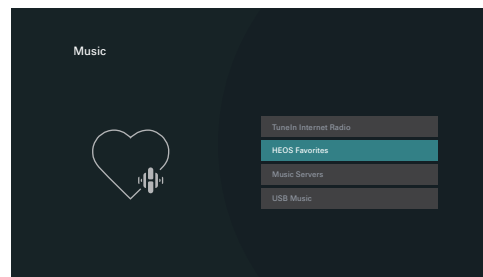 Music
TuneIn Internet Radio
HEOS Favorites
Music Servers
USB Music